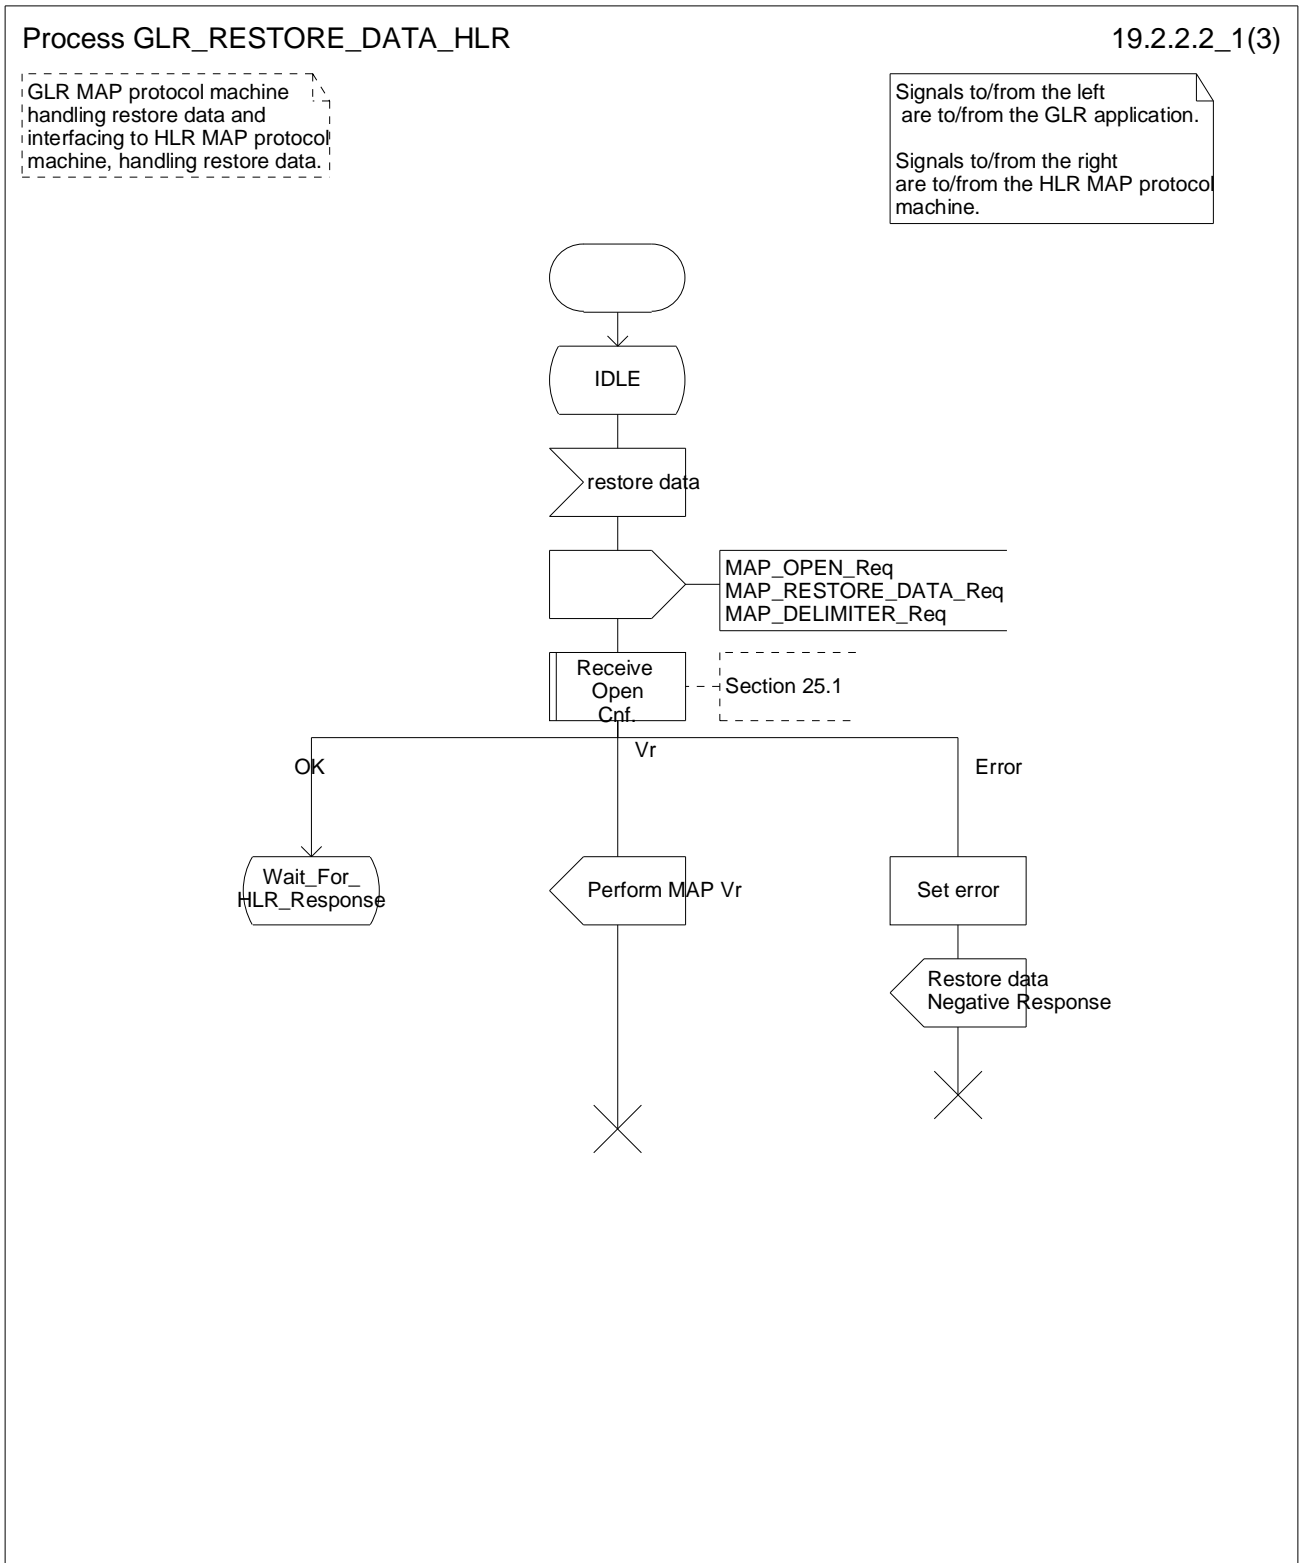 Process GLR_RESTORE_DATA_HLR
19.2.2.2_1(3)
GLR MAP protocol machine
handling restore data and
interfacing to HLR MAP protocol
machine, handling restore data.
Signals to/from the left
are to/from the GLR application.
Signals to/from the right
are to/from the HLR MAP protocol
machine.
IDLE
restore data
MAP_OPEN_Req
MAP_RESTORE_DATA_Req
MAP_DELIMITER_Req
Receive
Open
Cnf.
Section 25.1
OK
Vr
Error
Wait_For_
HLR_Response
Perform MAP Vr
Set error
Restore data
Negative Response